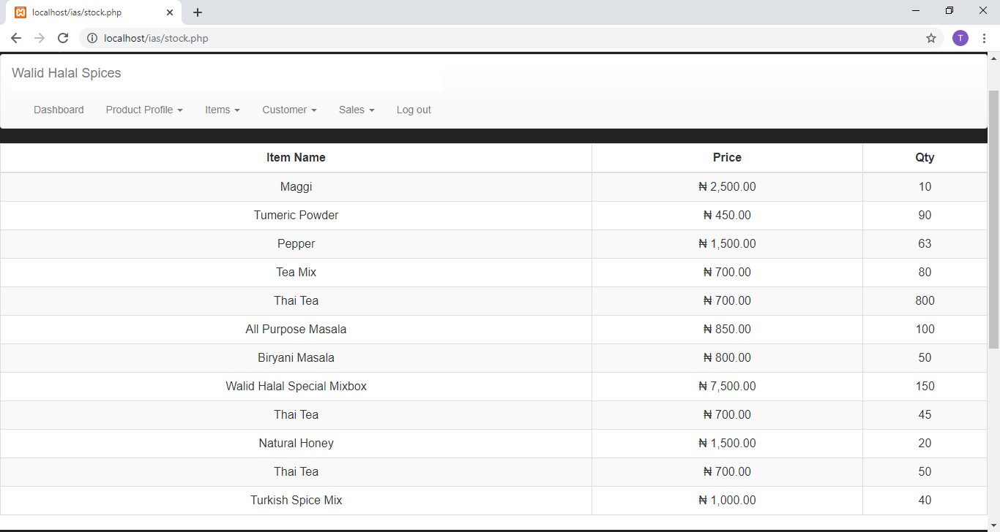 localhost/ias/stock.php
localhost/ias/stock.php
T
Walid Halal Spices
Dashboard Product Profile Items Customer Sales Log out
Item Name Price Qty
Maggi ₦ 2,500.00 10
Tumeric Powder ₦ 450.00 90
Pepper ₦ 1,500.00 63
Tea Mix ₦ 700.00 80
Thai Tea ₦ 700.00 800
All Purpose Masala ₦ 850.00 100
Biryani Masala ₦ 800.00 50
Walid Halal Special Mixbox ₦ 7,500.00 150
Thai Tea ₦ 700.00 45
Natural Honey ₦ 1,500.00 20
Thai Tea ₦ 700.00 50
Turkish Spice Mix ₦ 1,000.00 40